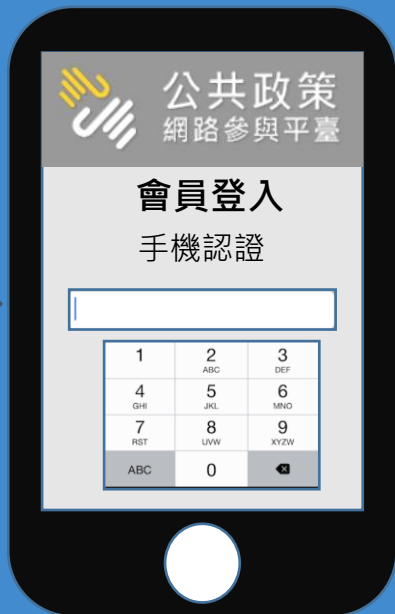 公共政策
網路參與平臺
會員登入
手機認證
1 2 3
ABC DEF
4 5 6
GHI JKL MNO
7 8 9
RST UVW XYZW
ABC 0